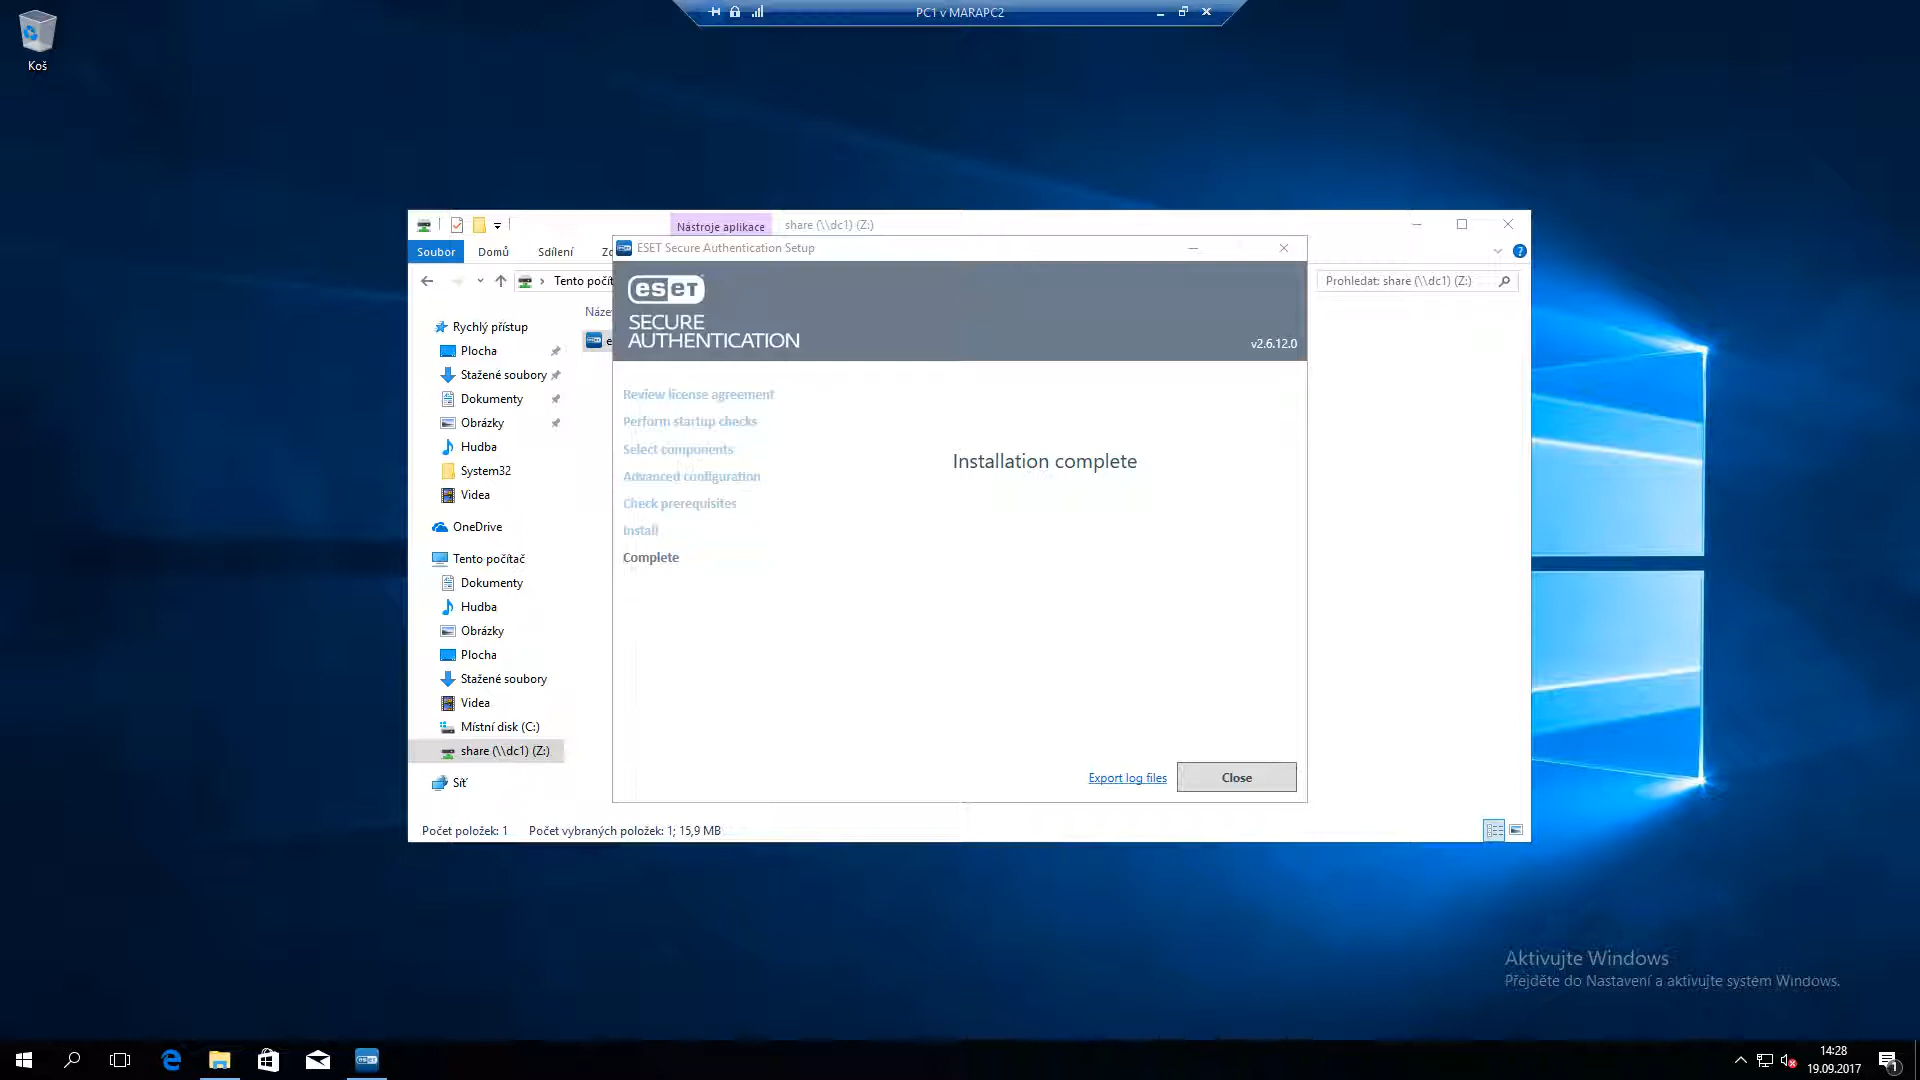 PC1 v MARAPC2
Koš
Nástroje aplikace
share (\\dc1) (Z:)
Soubor
Domů
Sdílení
ESET Secure Authentication Setup
Tento počít
Prohledat: share (\\dc1) (Z:)
eseT
SECURE
AUTHENTICATION
v2.6.12.0
Náze
Rychlý přístup
Plocha
Stažené soubory
Dokumenty
Obrázky
Hudba
System32
Videa
OneDrive
Tento počítač
Dokumenty
Hudba
Obrázky
Plocha
Stažené soubory
Videa
Místní disk (C:)
share (\\dc1) (Z:)
Síť
Review license agreement
Perform startup checks
Select components
Advanced configuration
Check prerequisites
Install
Complete
Installation complete
Export log files
Close
Počet položek: 1
Počet vybraných položek: 1; 15,9 MB
Aktivujte Windows
Přejděte do Nastavení a aktivujte systém Windows.
eseT
14:28
19.09.2017
1